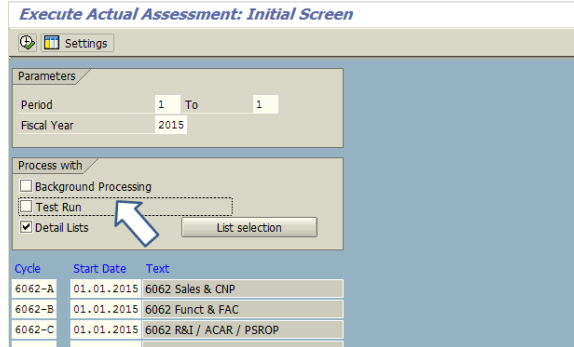 Execute Actual Assessment: Initial Screen
Settings
Parameters
Period 1 To 1
Fiscal Year 2015
Process with
Background Processing
Test Run
Detail Lists List selection
Cycle Start Date Text
6062-A 01.01.2015 6062 Sales & CNP
6062-B 01.01.2015 6062 Funct & FAC
6062-C 01.01.2015 6062 R&I / ACAR / PSROP